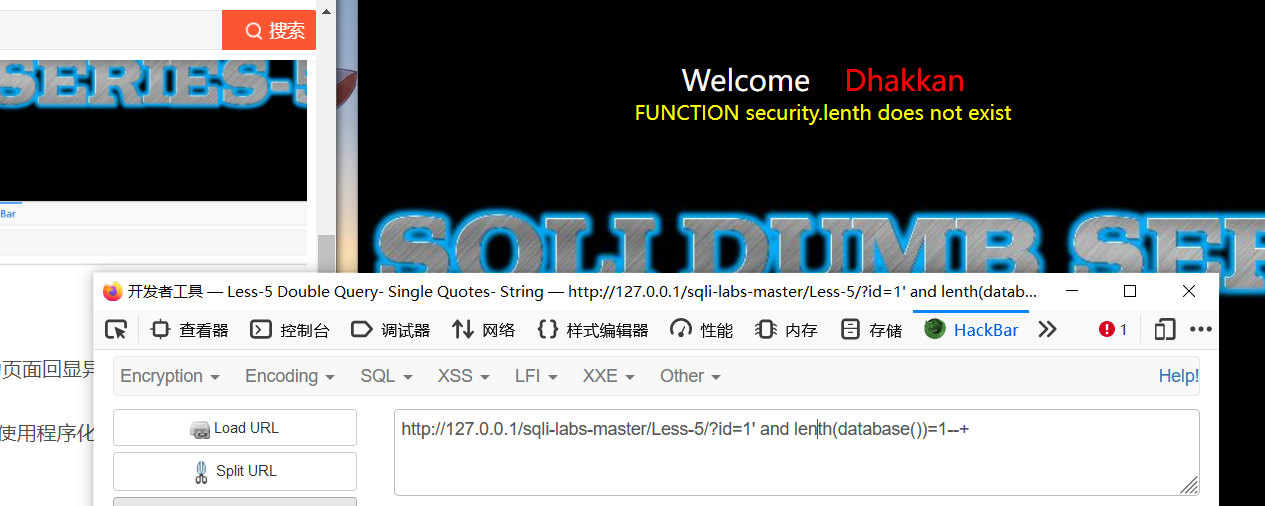 搜索
SERIES-5
Welcome Dhakkan
FUNCTION security.lenth does not exist
Bar
SQLI DUMB SER
页面回显异
使用程序化
开发者工具 — Less-5 Double Query- Single Quotes- String — http://127.0.0.1/sqli-labs-master/Less-5/?id=1' and lenth(datab...
查看器 控制台 调试器 网络 样式编辑器 性能 内存 存储 HackBar 1
Encryption Encoding SQL XSS LFI XXE Other Help!
Load URL
http://127.0.0.1/sqli-labs-master/Less-5/?id=1' and lenth(database())=1--+
Split URL